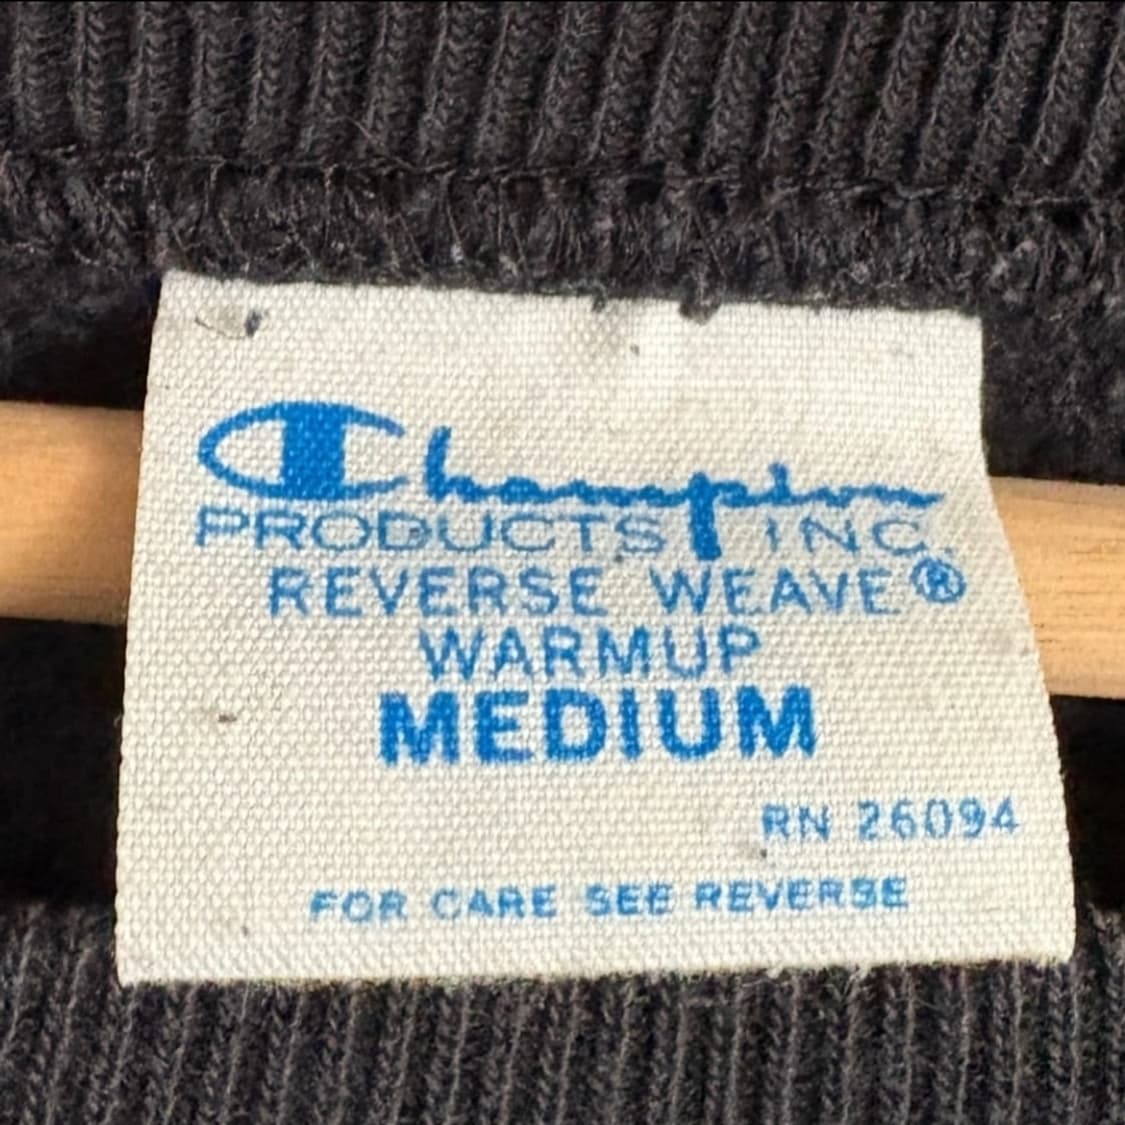 Champion
PRODUCTS INC.
REVERSE WEAVE®
WARMUP
MEDIUM
RN 26094
FOR CARE SEE REVERSE